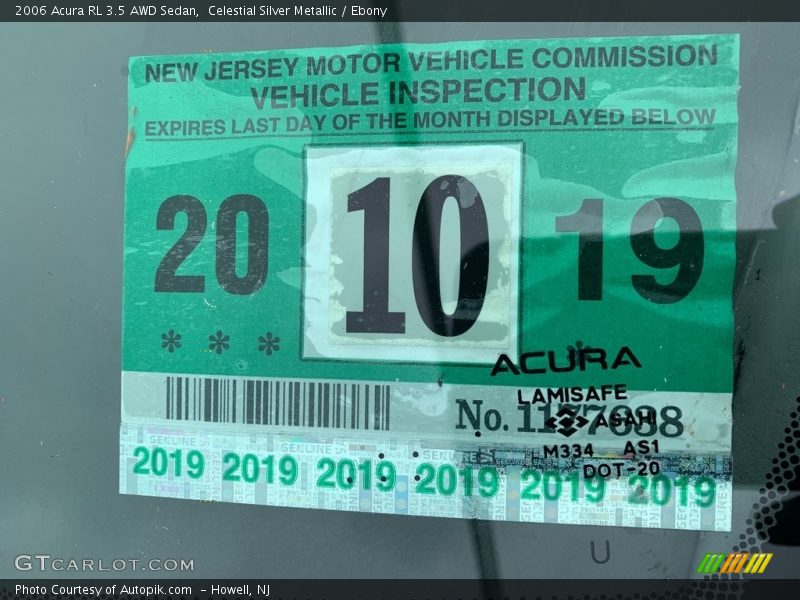 2006 Acura RL 3.5 AWD Sedan,  Celestial Silver Metallic / Ebony
NEW JERSEY MOTOR VEHICLE COMMISSION
VEHICLE INSPECTION
EXPIRES LAST DAY OF THE MONTH DISPLAYED BELOW
20 10 19
* * *
ACURA
LAMISAFE
No.
ASAHI
M334 AS1
DOT-20
2019 2019 2019 2019 2019 2019
U
GTCARLOT.COM
Photo Courtesy of Autopik.com – Howell, NJ